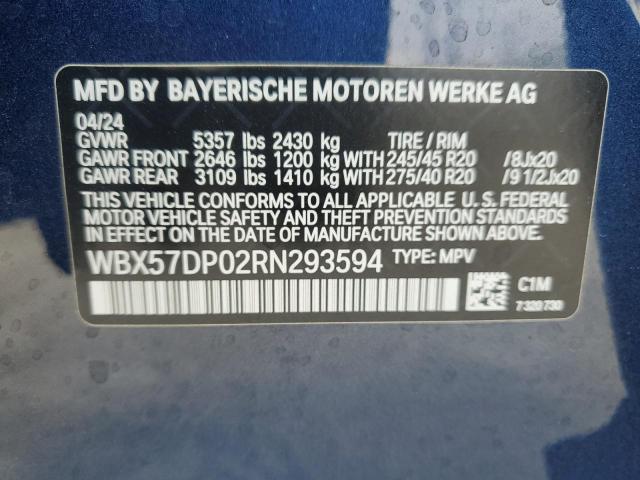 MFD BY BAYERISCHE MOTOREN WERKE AG
04/24
GVWR 5357 lbs 2430 kg TIRE / RIM
GAWR FRONT 2646 lbs 1200 kg WITH 245/45 R20 /8Jx20
GAWR REAR 3109 lbs 1410 kg WITH 275/40 R20 /9 1/2Jx20
THIS VEHICLE CONFORMS TO ALL APPLICABLE U. S. FEDERAL
MOTOR VEHICLE SAFETY AND THEFT PREVENTION STANDARDS
IN EFFECT ON THE DATE OF MANUFACTURE SHOWN ABOVE.
WBX57DP02RN293594 TYPE: MPV
C1M
7 320 730